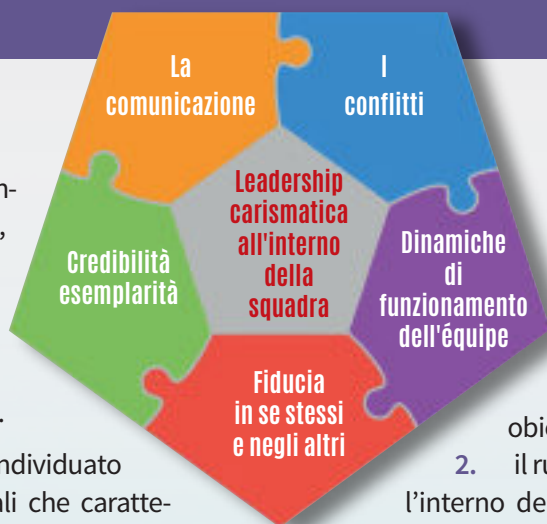 La
comunicazione
I
conflitti
Leadership
carismatica
all'interno
della
squadra
Credibilità
esemplarità
Dinamiche
di
funzionamento
dell'équipe
Fiducia
in se stessi
e negli altri
n-
,
.
ndividuato
ali che caratte-
obie
2. il ru
l'interno de